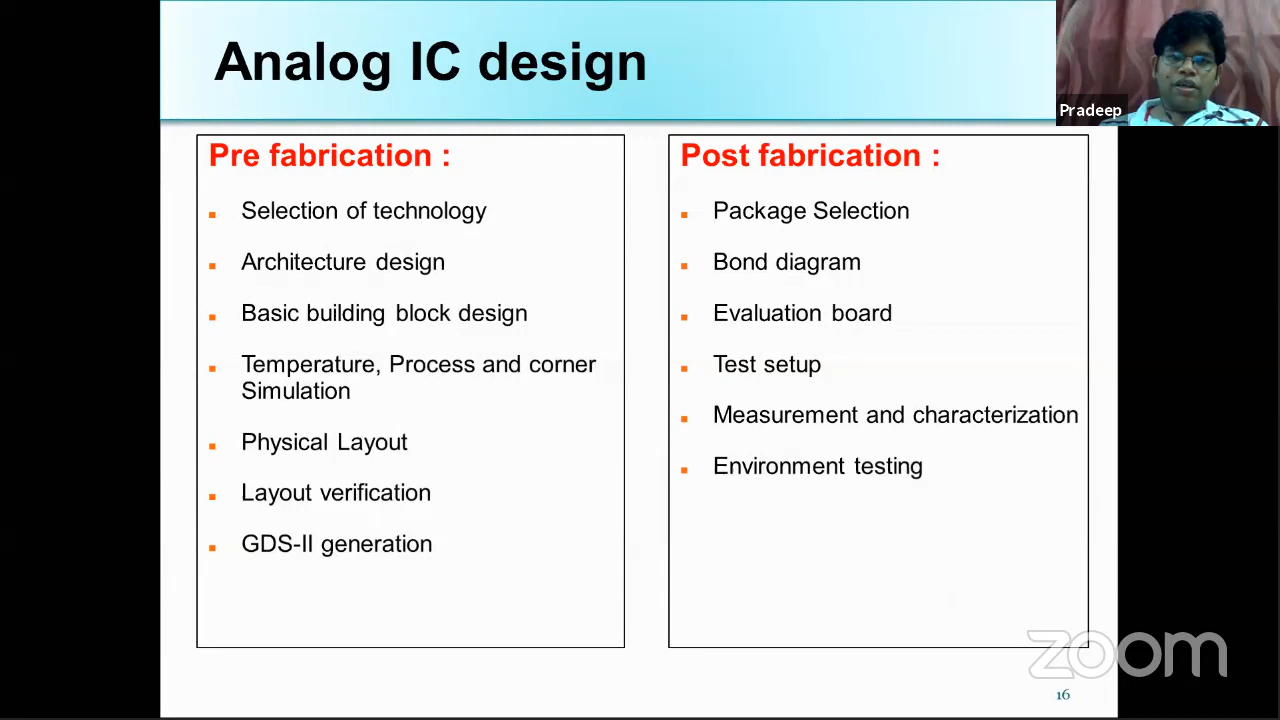 Analog IC design
Pradeep
Pre fabrication :
Selection of technology
Architecture design
Basic building block design
Temperature, Process and corner
Simulation
Physical Layout
Layout verification
GDS-II generation
Post fabrication :
Package Selection
Bond diagram
Evaluation board
Test setup
Measurement and characterization
Environment testing
zoom
16